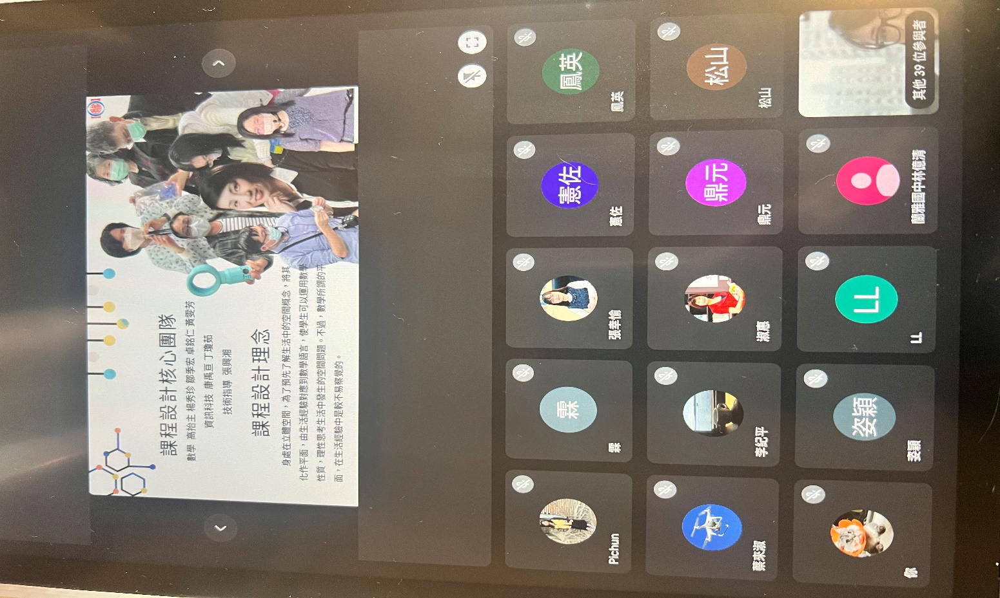 課程設計核心團隊
數學 高抬主 楊秀珍 鄒季宏 卓銘仁 黃雯芳
資訊科技 康禹亘 丁瓊茹
技術指導 張興湘
課程設計理念
身處在立體空間，為了預先了解生活中的空間概念，將其
化作平面，由生活經驗對應到數學語言，使學生可以運用數學
性質，理性思考生活中發生的空間問題。不過，數學所謂的平
面，在生活經驗中是較不易察覺的。
Pichun
霖
霖
張幸愉
憲佐
憲佐
鳳英
鳳英
蔡來淑
李紀平
淑惠
鼎元
鼎元
松山
松山
你
姿穎
姿穎
LL
LL
蘭雅國中林億清
其他 39 位參與者